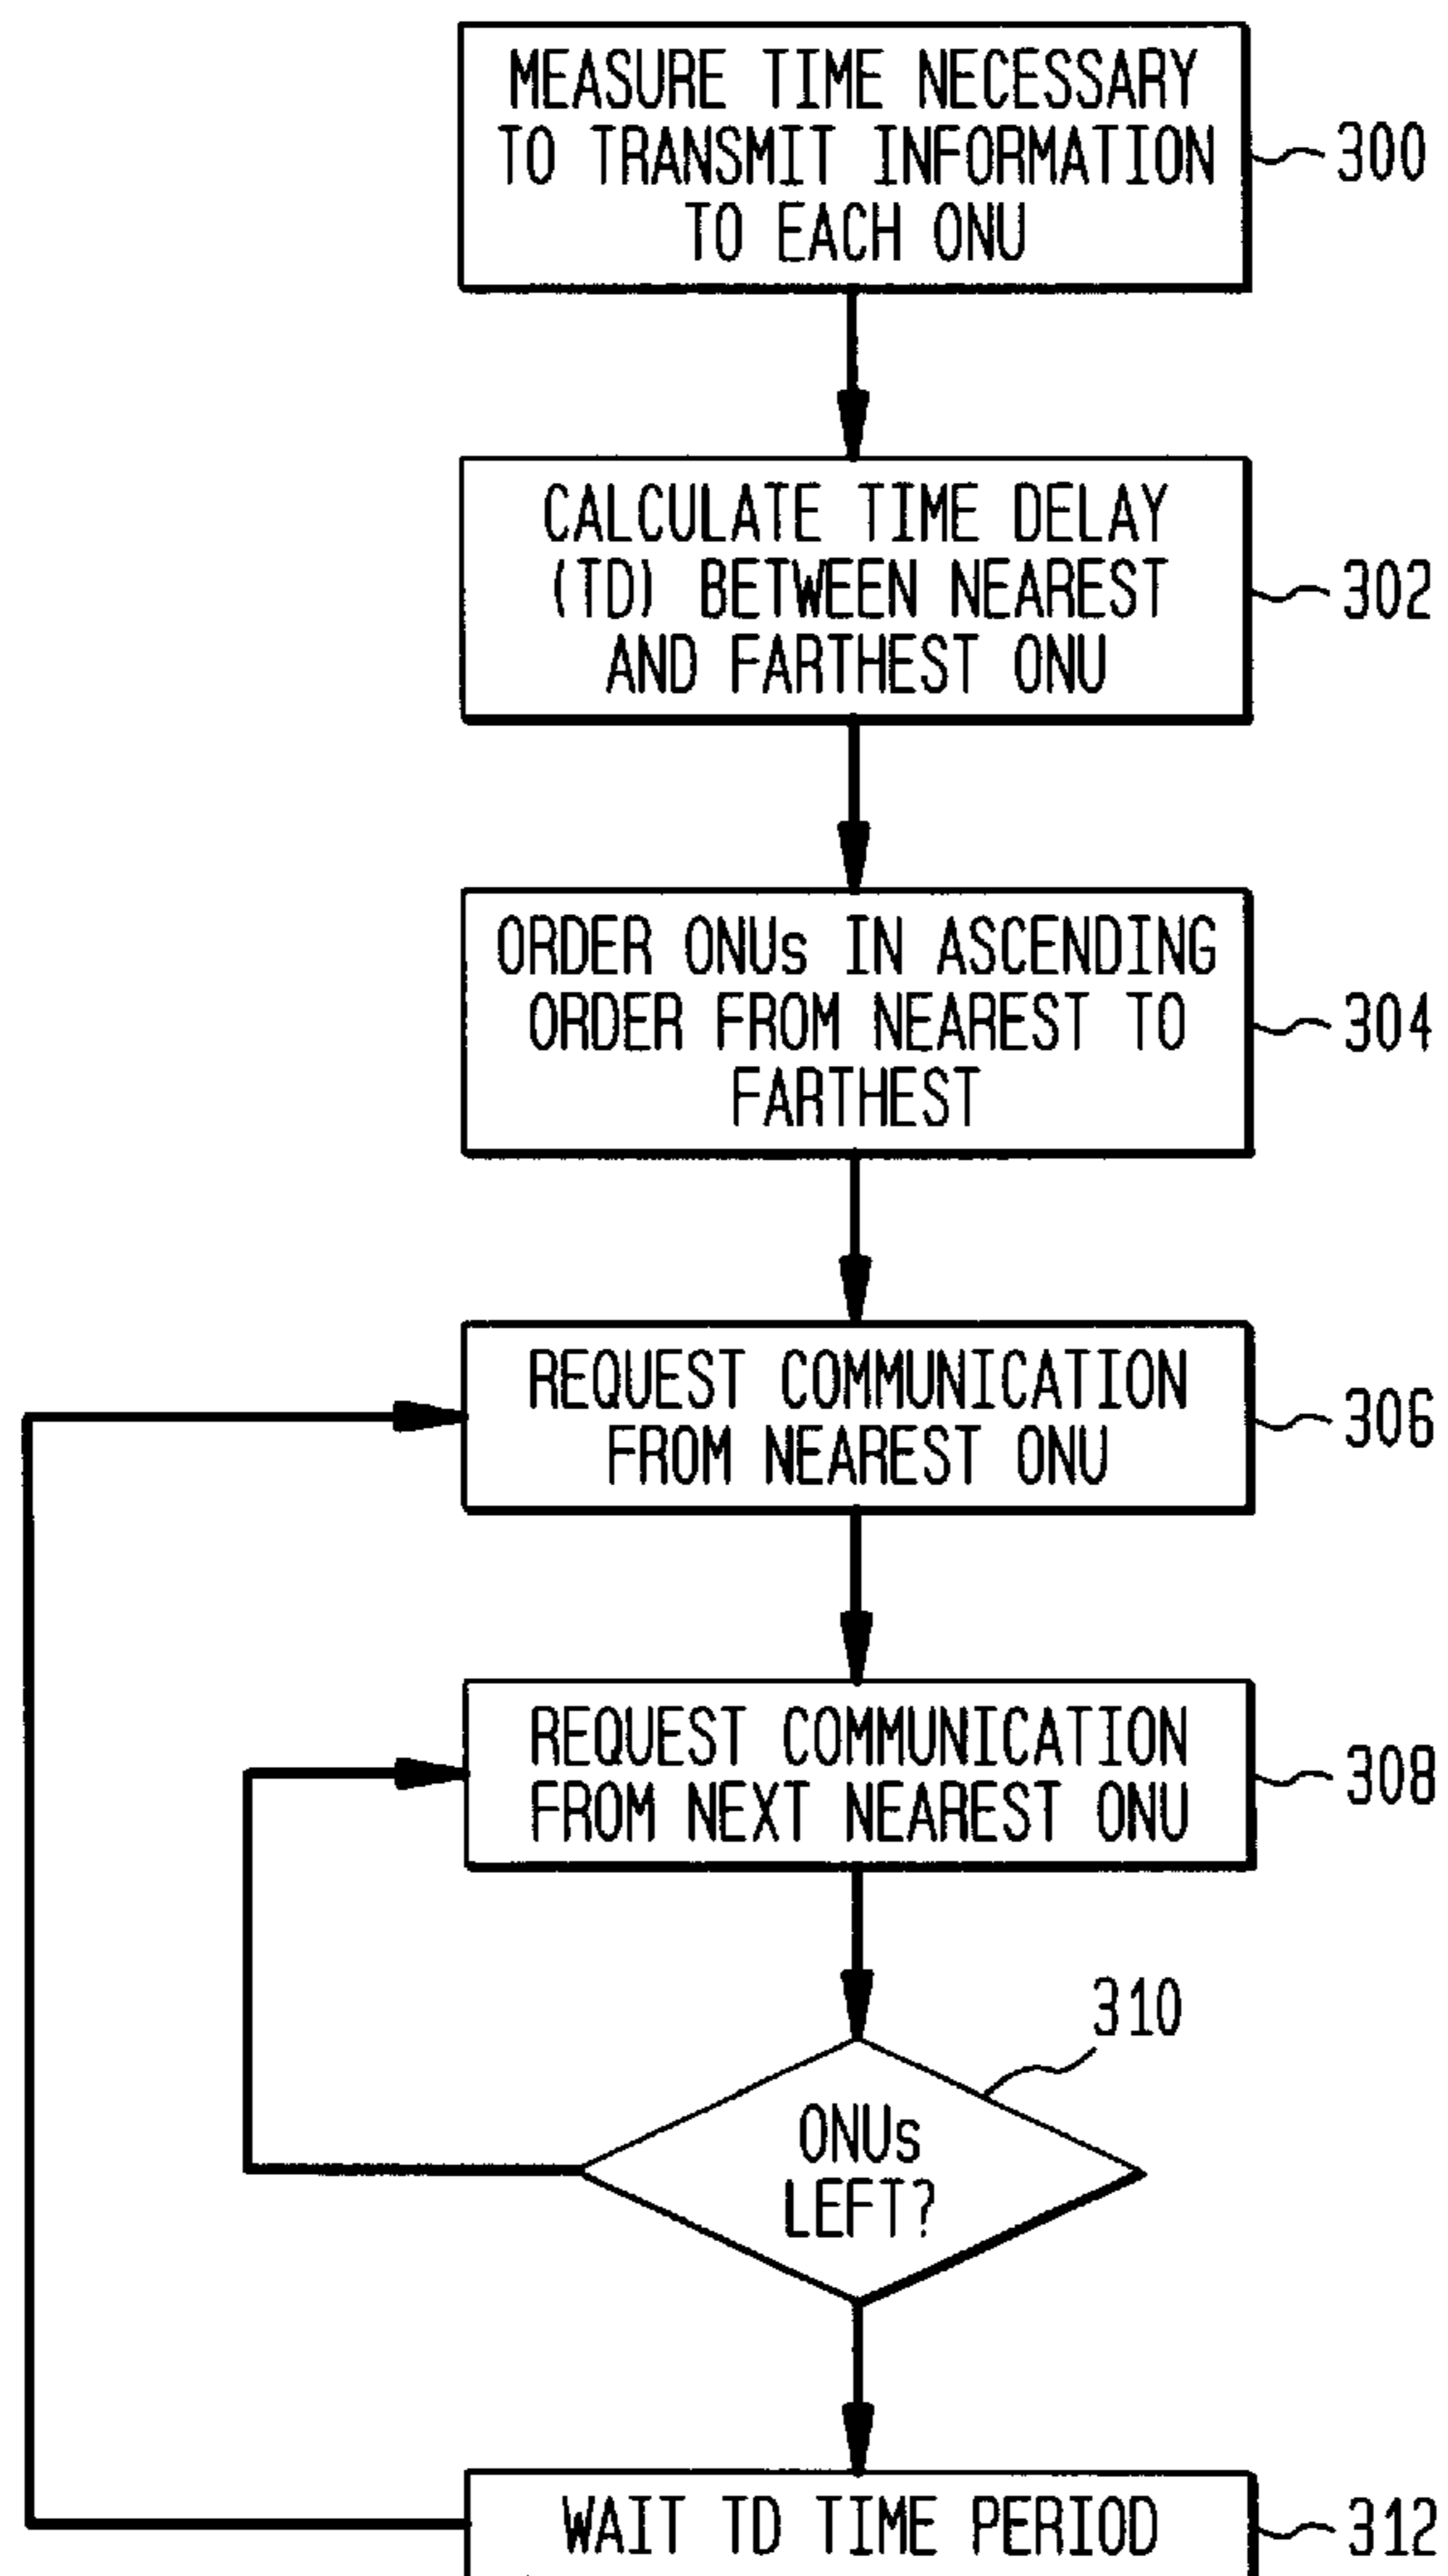 MEASURE TIME NECESSARY
TO TRANSMIT INFORMATION
TO EACH ONU
300
CALCULATE TIME DELAY
(TD) BETWEEN NEAREST
AND FARTHEST ONU
302
ORDER ONUs IN ASCENDING
ORDER FROM NEAREST TO
FARTHEST
304
REQUEST COMMUNICATION
FROM NEAREST ONU
306
REQUEST COMMUNICATION
FROM NEXT NEAREST ONU
308
310
ONUs
LEFT?
WAIT TD TIME PERIOD
312